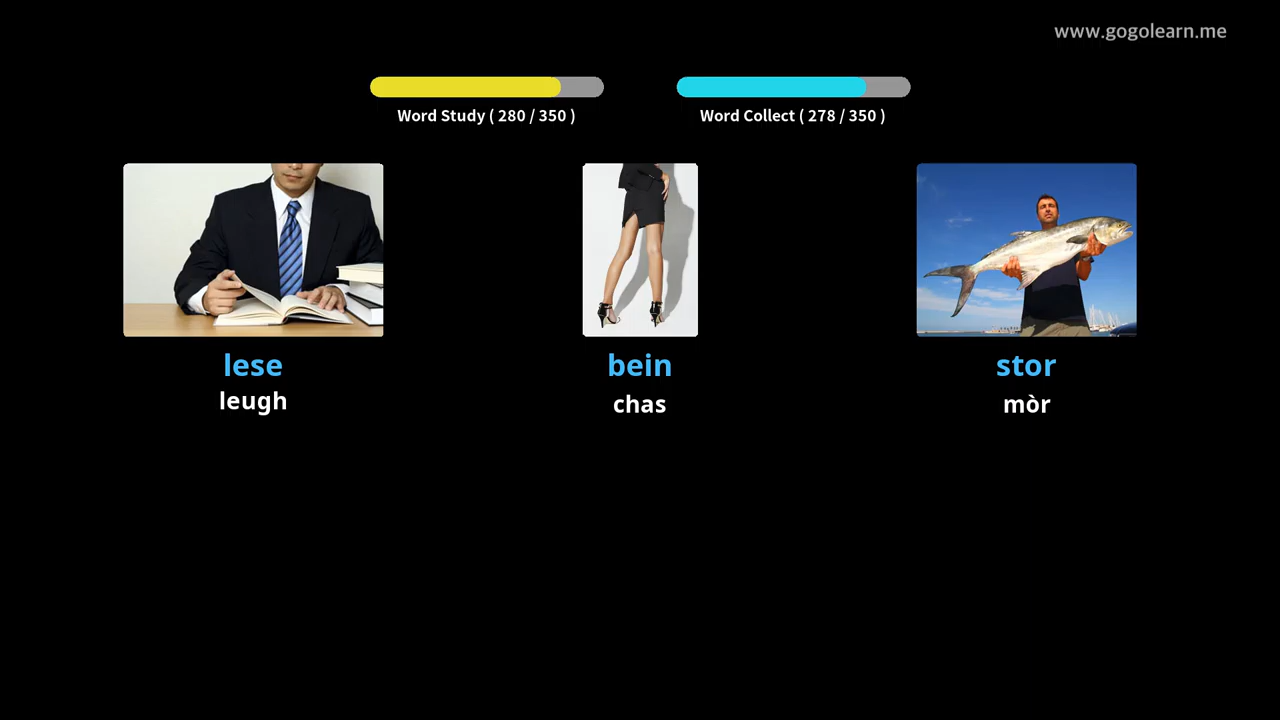 www.gogolearn.me
Word Study ( 280 / 350 )
Word Collect ( 278 / 350 )
lese
leugh
bein
chas
stor
mòr